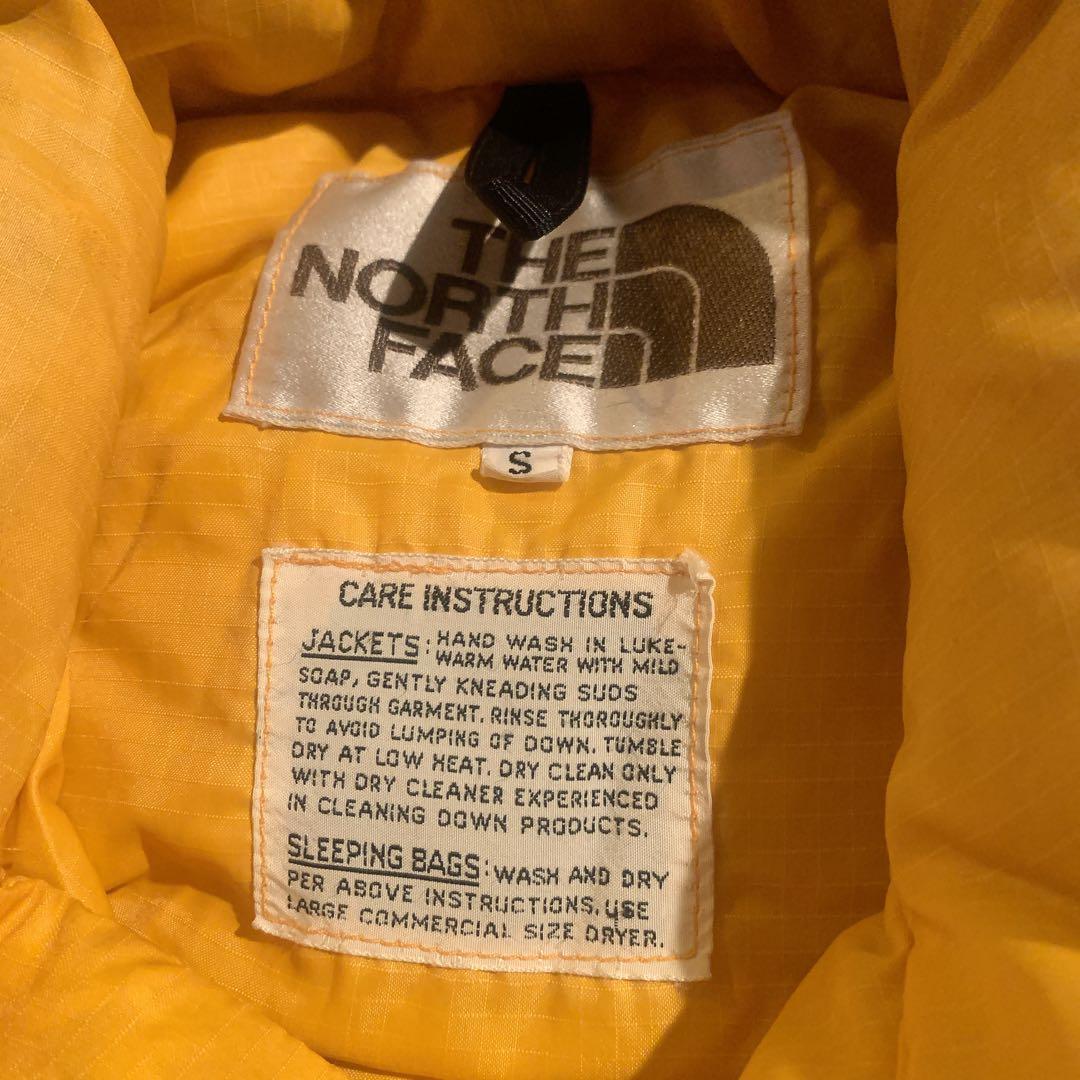 THE
NORTH
FACE
S
CARE INSTRUCTIONS
JACKETS: HAND WASH IN LUKE-
WARM WATER WITH MILD
SOAP, GENTLY KNEADING SUDS
THROUGH GARMENT. RINSE THOROUGHLY
TO AVOID LUMPING OF DOWN. TUMBLE
DRY AT LOW HEAT. DRY CLEAN ONLY
WITH DRY CLEANER EXPERIENCED
IN CLEANING DOWN PRODUCTS.
SLEEPING BAGS: WASH AND DRY
PER ABOVE INSTRUCTIONS. USE
LARGE COMMERCIAL SIZE DRYER.